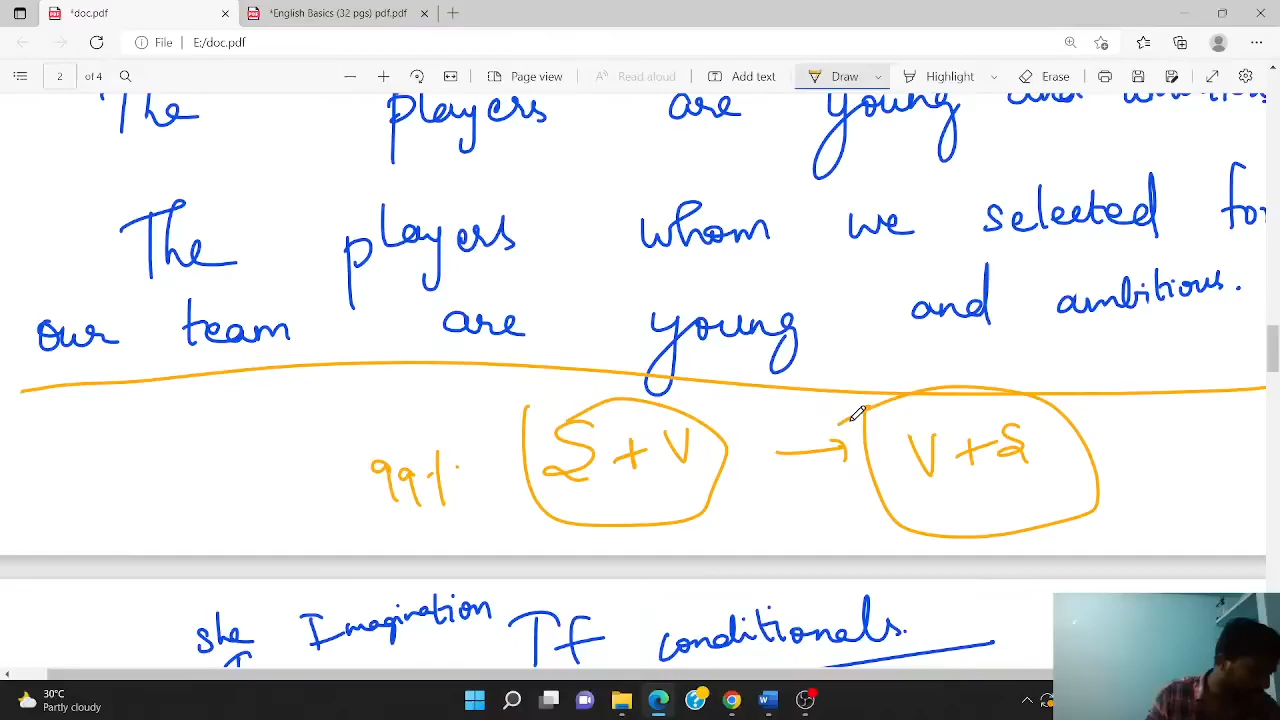 *doc.pdf
*English Basics (32 pgs) pdf.pdf
File E:/doc.pdf
2 of 4 Page view Read aloud Add text Draw Highlight Erase
The players are young and
The players whom we selected for
our team are young and ambitious.
99% S + V → V + S
she Imagination If conditionals.
I
30°C
Partly cloudy